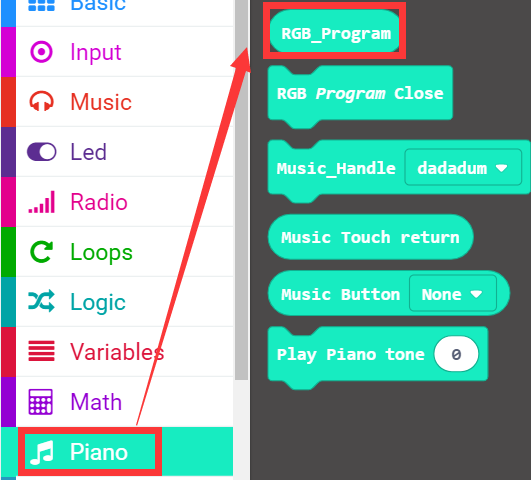 Basic
Input
Music
Led
Radio
Loops
Logic
Variables
Math
Piano
RGB_Program
RGB Program Close
Music_Handle dadadum
Music Touch return
Music Button None
Play Piano tone 0